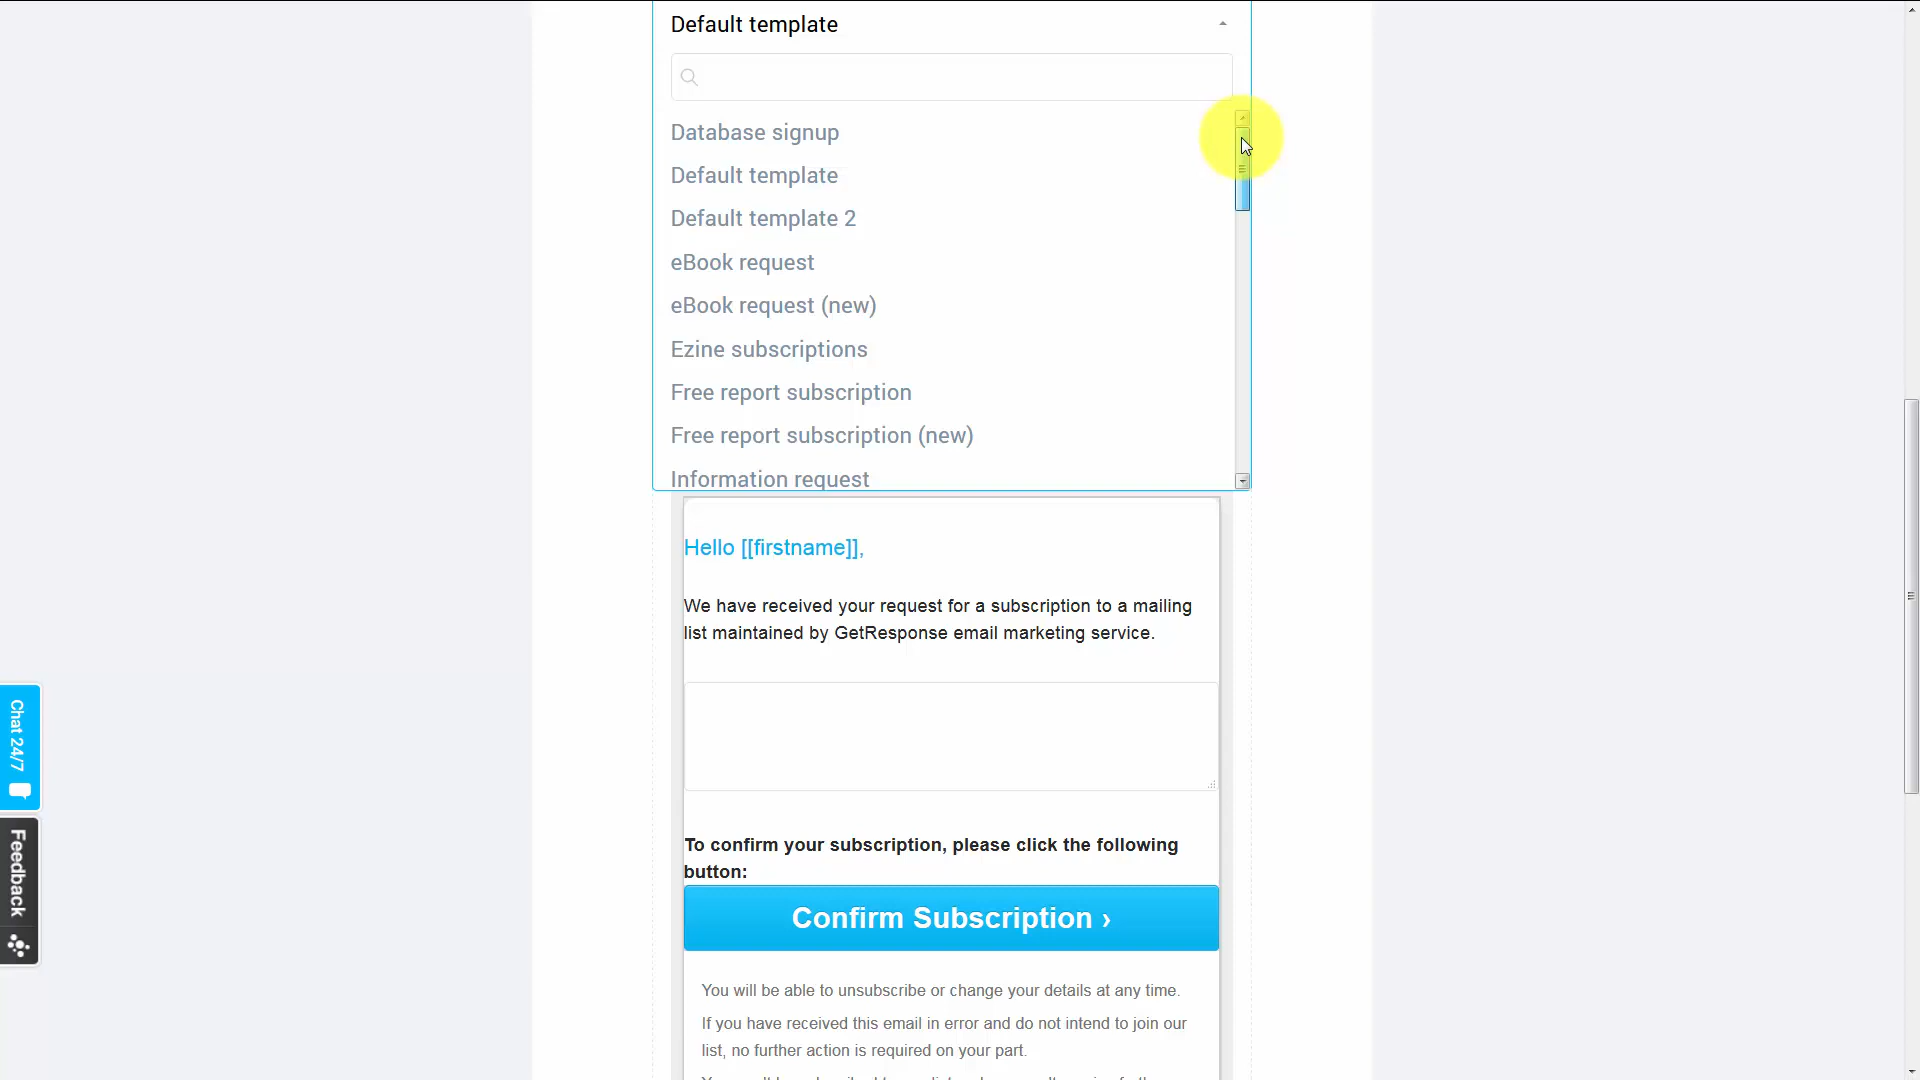 Default template
Database signup
Default template
Default template 2
eBook request
eBook request (new)
Ezine subscriptions
Free report subscription
Free report subscription (new)
Information request
Hello [[firstname]],
We have received your request for a subscription to a mailing
list maintained by GetResponse email marketing service.
To confirm your subscription, please click the following
button:
Confirm Subscription ›
You will be able to unsubscribe or change your details at any time.
If you have received this email in error and do not intend to join our
list, no further action is required on your part.
Chat 24/7
Feedback